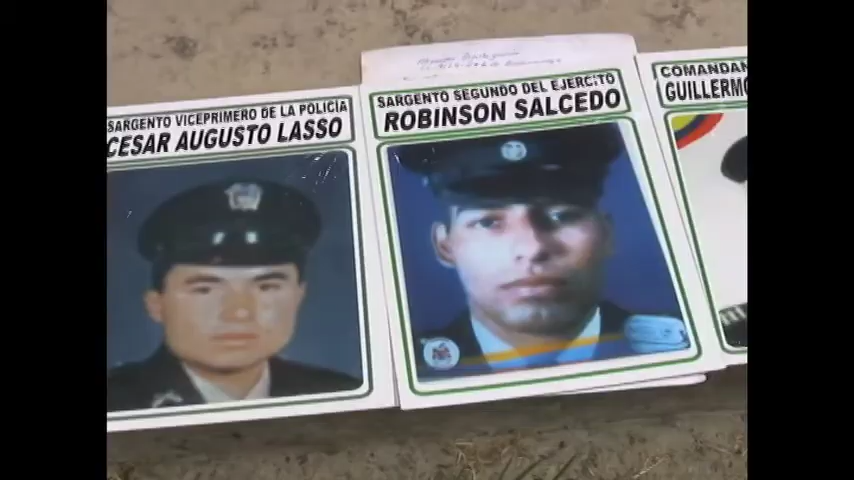 SARGENTO VICEPRIMERO DE LA POLICIA
CESAR AUGUSTO LASSO
SARGENTO SEGUNDO DEL EJERCITO
ROBINSON SALCEDO
COMANDAN
GUILLERMO